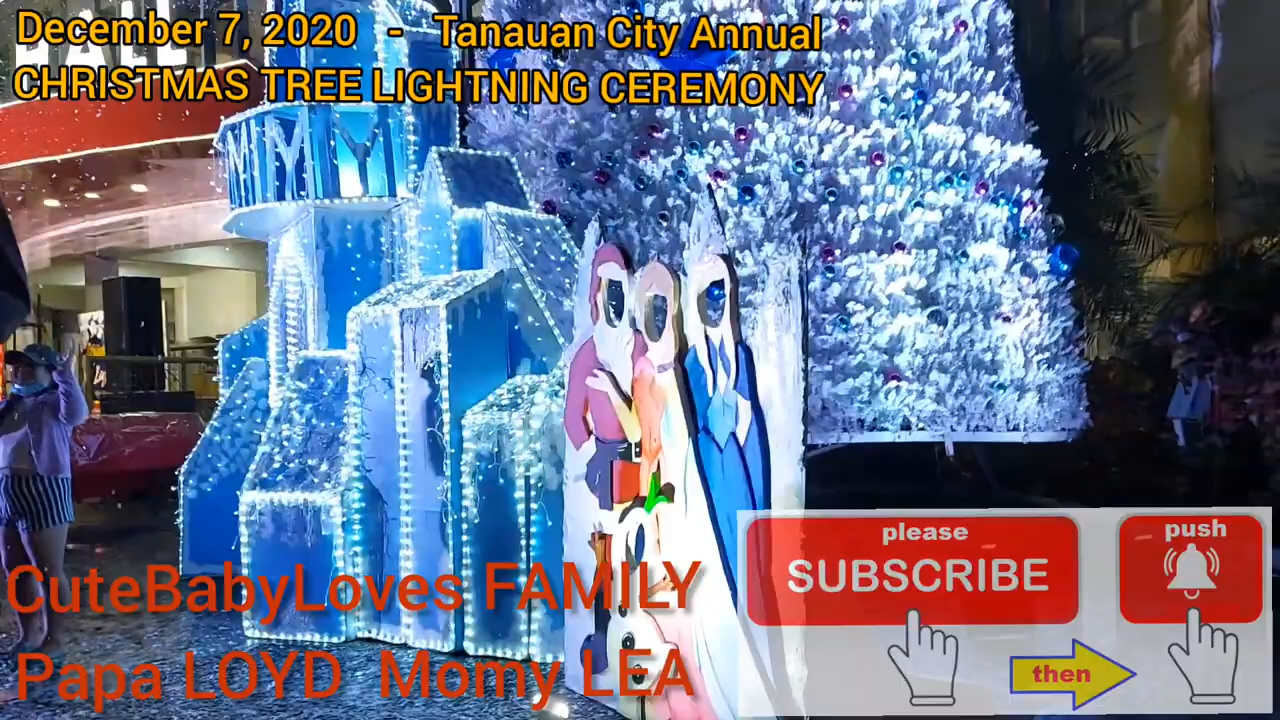 December 7, 2020 - Tanauan City Annual
CHRISTMAS TREE LIGHTNING CEREMONY
HALL
please
SUBSCRIBE
push
then
CuteBabyLoves FAMILY
Papa LOYD Momy LEA